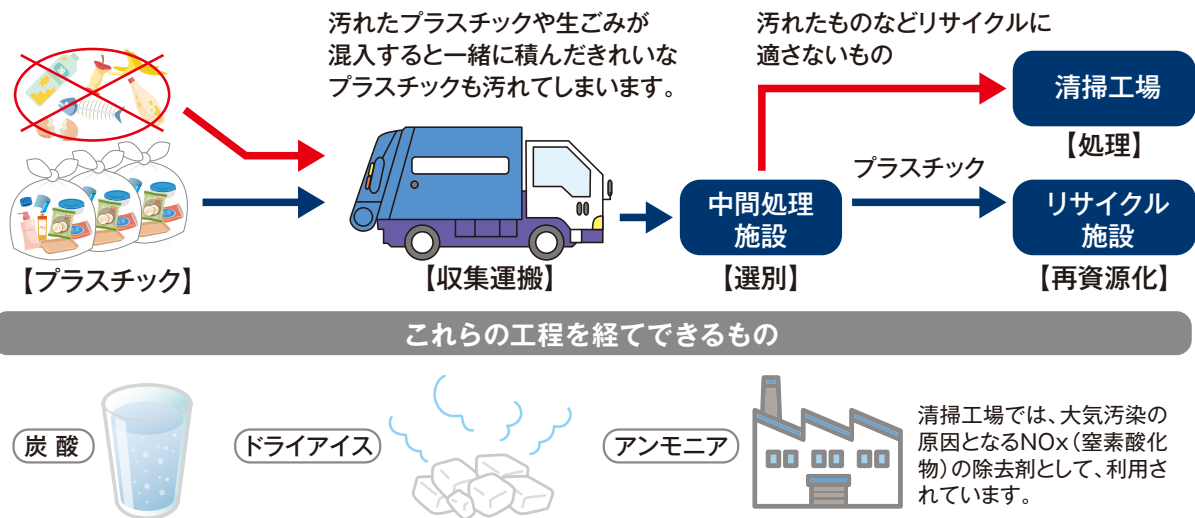 汚れたプラスチックや生ごみが
混入すると一緒に積んだきれいな
プラスチックも汚れてしまいます。
汚れたものなどリサイクルに
適さないもの
清掃工場
【処理】
プラスチック
中間処理
施設
リサイクル
施設
【プラスチック】
【収集運搬】
【選別】
【再資源化】
これらの工程を経てできるもの
炭酸
ドライアイス
アンモニア
清掃工場では、大気汚染の
原因となるNOx（窒素酸化
物）の除去剤として、利用さ
れています。